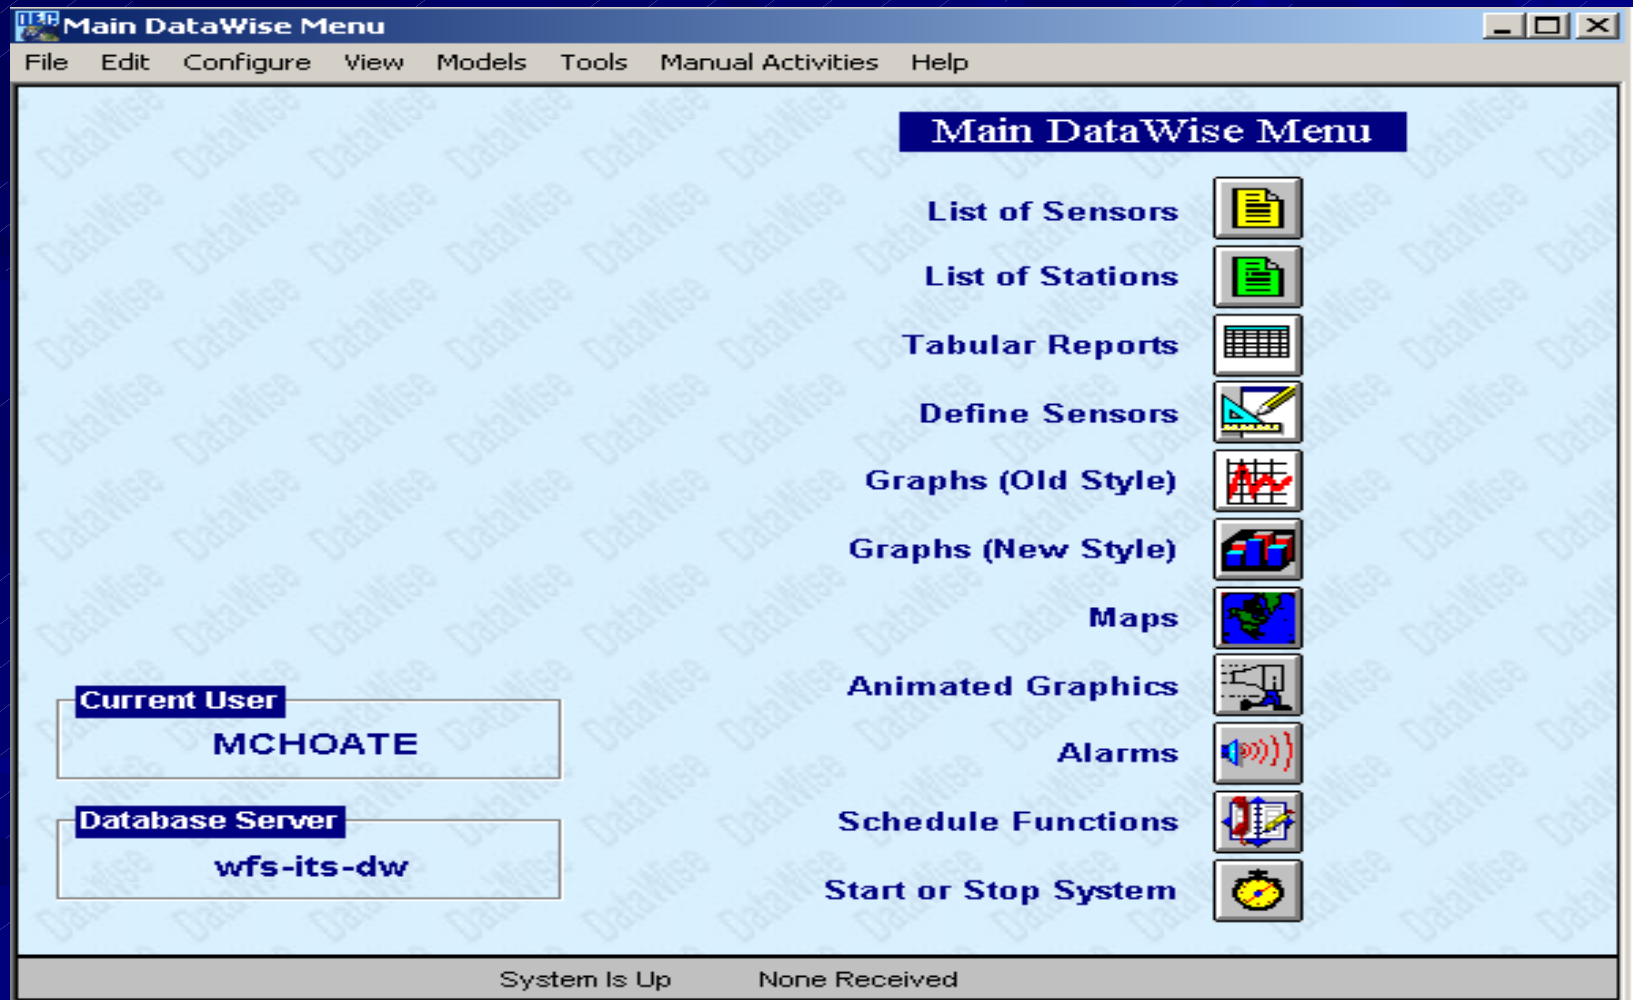 Main DataWise Menu
File Edit Configure View Models Tools Manual Activities Help
Main DataWise Menu
List of Sensors
List of Stations
Tabular Reports
Define Sensors
Graphs (Old Style)
Graphs (New Style)
Maps
Animated Graphics
Alarms
Schedule Functions
Start or Stop System
Current User
MCHOATE
Database Server
wfs-its-dw
System Is Up None Received